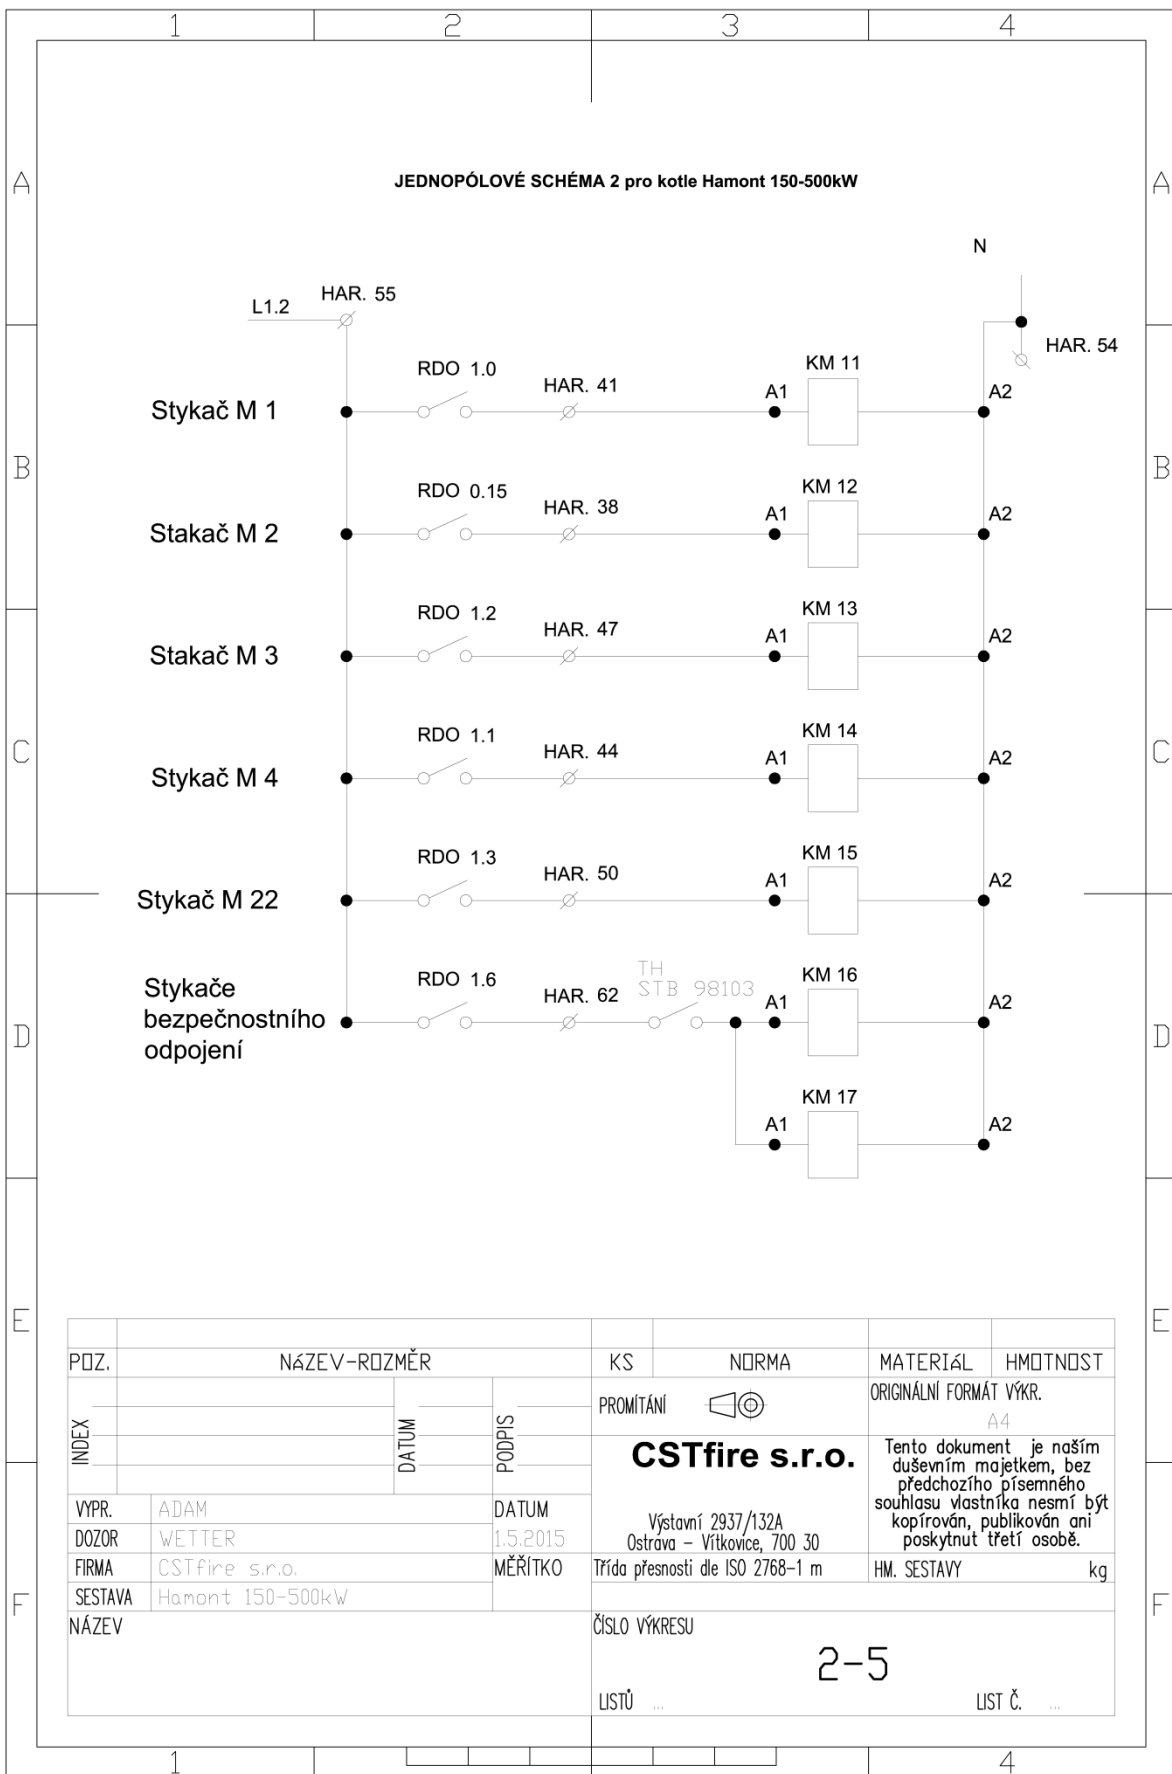 1 2 3 4
A A
JEDNOPÓLOVÉ SCHÉMA 2 pro kotle Hamont 150-500kW
N
L1.2 HAR. 55
HAR. 54
RDO 1.0 HAR. 41 KM 11
Stykač M 1 A1 A2
B B
RDO 0.15 HAR. 38 KM 12
Stakač M 2 A1 A2
RDO 1.2 HAR. 47 KM 13
Stakač M 3 A1 A2
RDO 1.1 HAR. 44 KM 14
C C
Stykač M 4 A1 A2
RDO 1.3 HAR. 50 KM 15
Stykač M 22 A1 A2
TH
RDO 1.6 HAR. 62 STB 98103 KM 16
Stykače
bezpečnostního
odpojení
A1 A2
D D
KM 17
A1 A2
E E
POZ. NáZEV-ROZMĚR KS NORMA MATERIáL HMOTNOST
INDEX DATUM PODPIS
PROMÍTÁNÍ
ORIGINÁLNÍ FORMÁT VÝKR.
A4
CSTfire s.r.o.
Výstavní 2937/132A
Ostrava – Vítkovice, 700 30
Tento dokument je naším
duševním majetkem, bez
předchozího písemného
souhlasu vlastníka nesmí být
kopírován, publikován ani
poskytnut třetí osobě.
VYPR. ADAM DATUM
DOZOR WETTER 1.5.2015
FIRMA CSTfire s.r.o. MĚŘÍTKO
Třída přesnosti dle ISO 2768–1 m
HM. SESTAVY kg
SESTAVA Hamont 150-500kW
F F
NÁZEV
ČÍSLO VÝKRESU
2-5
LISTŮ ... LIST Č. ...
1 4